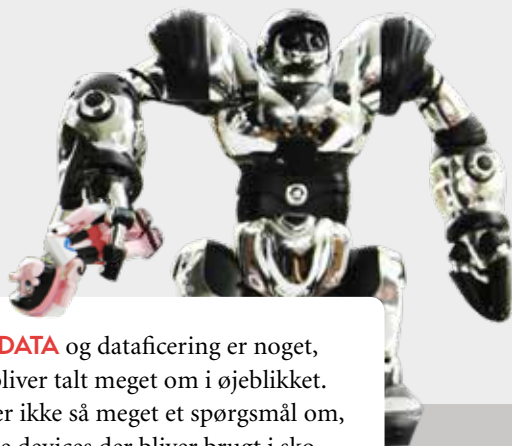 DATA og dataficering er noget,
bliver talt meget om i øjeblikket.
er ikke så meget et spørgsmål om,
devices der bliver brugt i sko